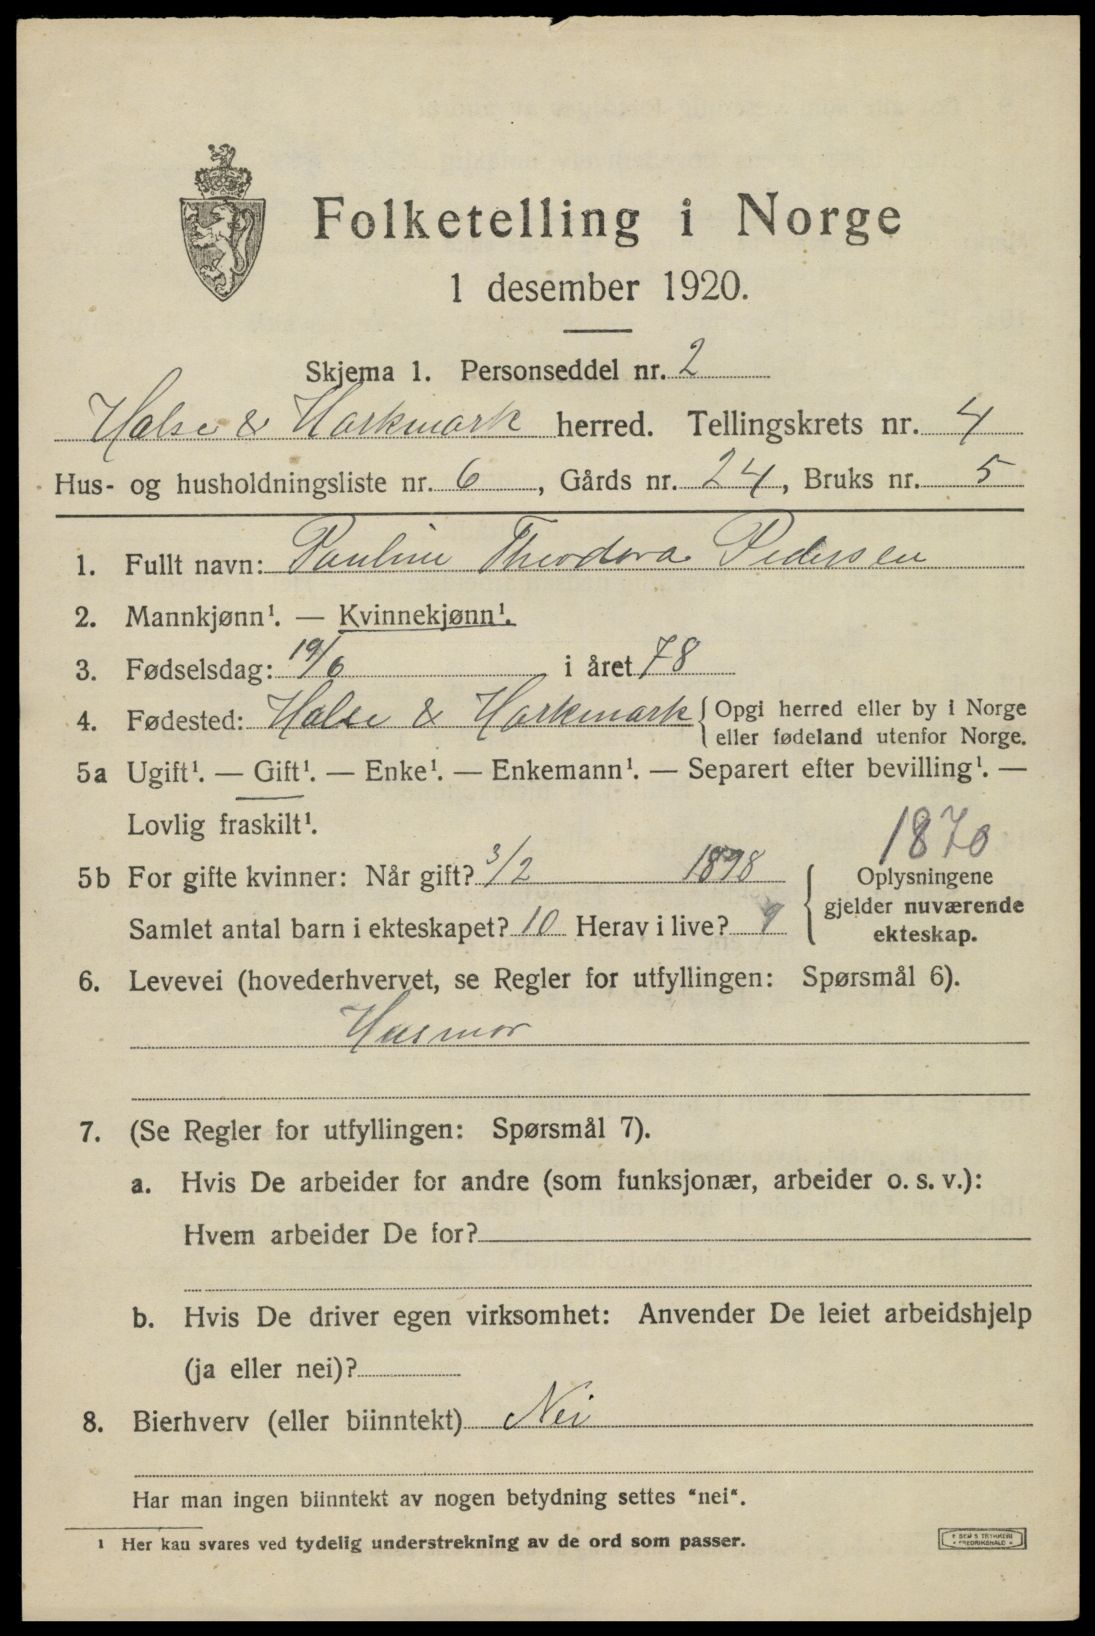 Folketelling i Norge
1 desember 1920.
Skjema 1. Personseddel nr. 2
Halse & Harkmark herred. Tellingskrets nr. 4
Hus- og husholdningsliste nr. 6, Gårds nr. 24, Bruks nr. 5
1. Fullt navn: Pauline Theodora Pedersen
2. Mannkjønn¹. — Kvinnekjønn¹.
3. Fødselsdag: 19/6 i året 78
4. Fødested: Halse & Harkmark { Opgi herred eller by i Norge
eller fødeland utenfor Norge.
5a Ugift¹. — Gift¹. — Enke¹. — Enkemann¹. — Separert efter bevilling¹. —
Lovlig fraskilt¹.
1870
5b For gifte kvinner: Når gift? 3/2 1898
Samlet antal barn i ekteskapet? 10 Herav i live? 9
{ Oplysningene
gjelder nuværende
ekteskap.
6. Levevei (hovederhvervet, se Regler for utfyllingen: Spørsmål 6).
Husmor
7. (Se Regler for utfyllingen: Spørsmål 7).
a. Hvis De arbeider for andre (som funksjonær, arbeider o. s. v.):
Hvem arbeider De for?
b. Hvis De driver egen virksomhet: Anvender De leiet arbeidshjelp
(ja eller nei)?
8. Bierhverv (eller biinntekt) Nei
Har man ingen biinntekt av nogen betydning settes "nei".
¹ Her kan svares ved tydelig understrekning av de ord som passer.
SEM'S TRYKKERI
FREDRIKSHALD